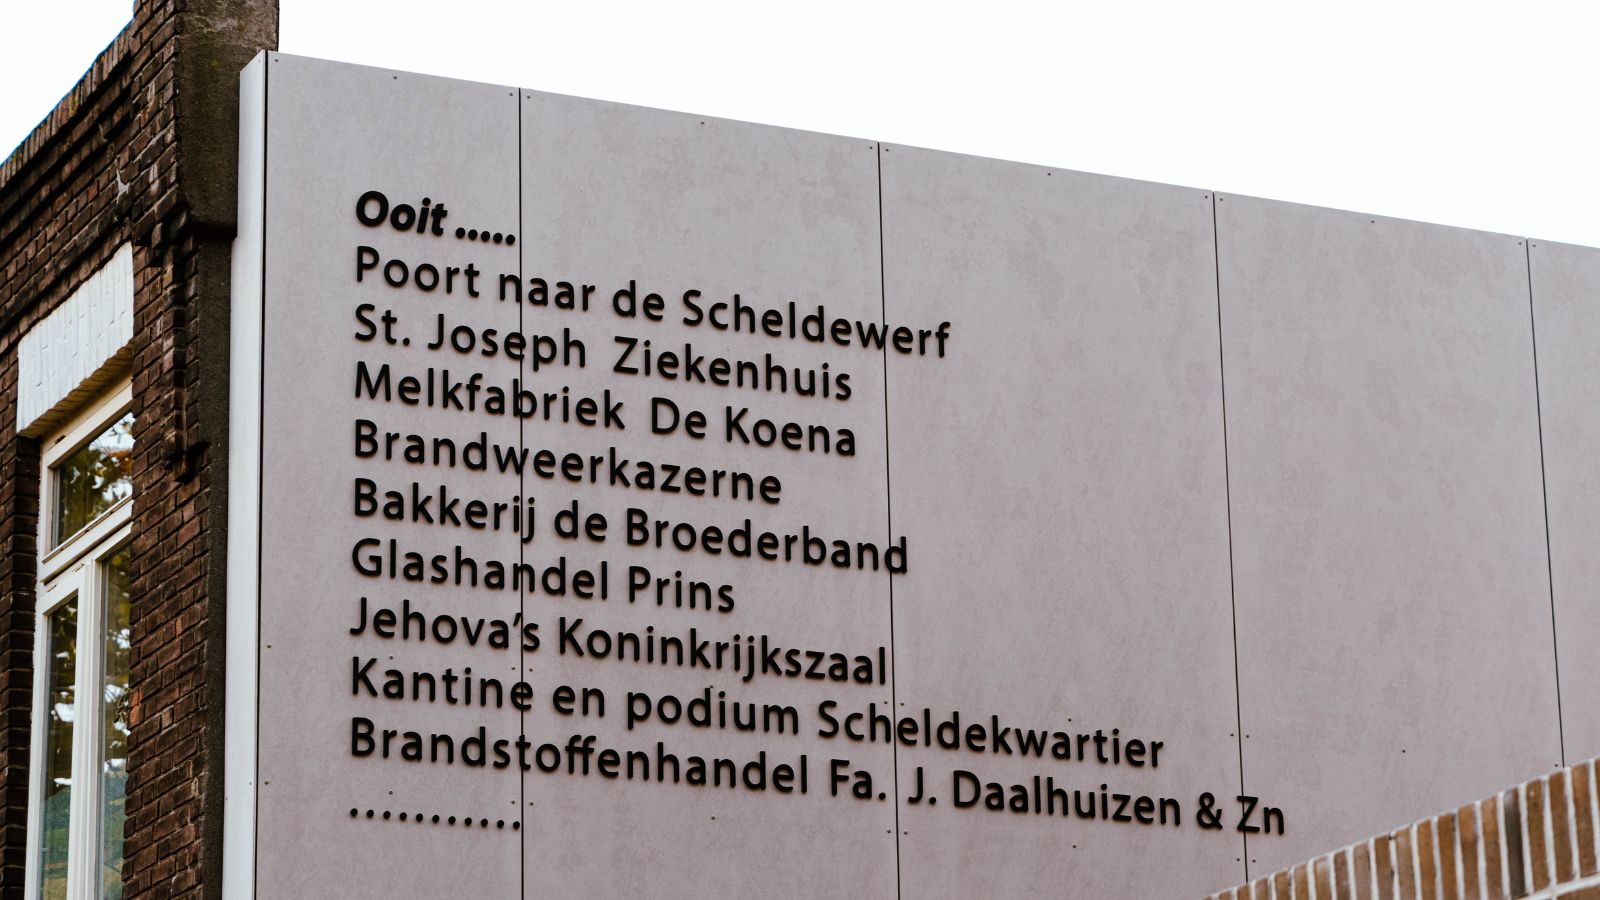 Ooit .....
Poort naar de Scheldewerf
St. Joseph Ziekenhuis
Melkfabriek De Koena
Brandweerkazerne
Bakkerij de Broederband
Glashandel Prins
Jehova's Koninkrijkszaal
Kantine en podium Scheldekwartier
Brandstoffenhandel Fa. J. Daalhuizen & Zn
...........